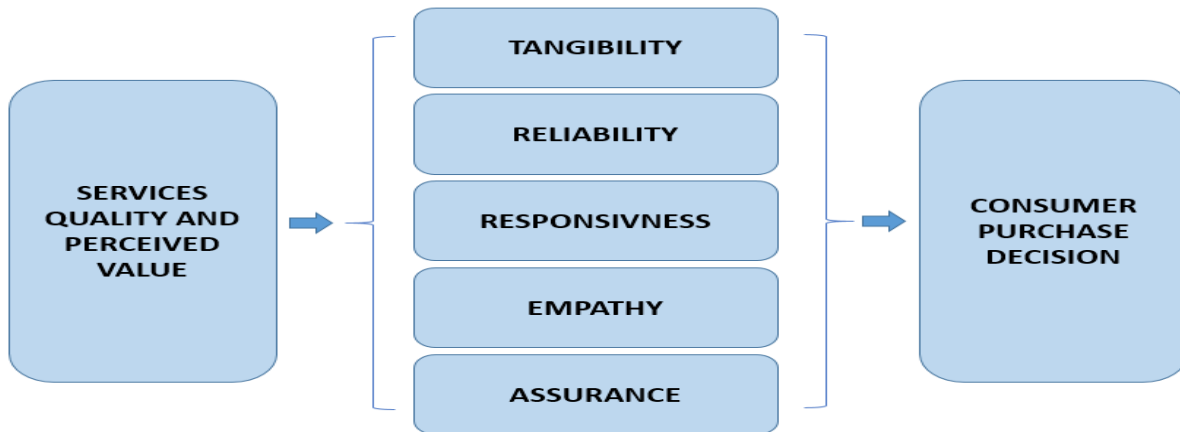 SERVICES
QUALITY AND
PERCEIVED
VALUE
TANGIBILITY
RELIABILITY
RESPONSIVNESS
EMPATHY
ASSURANCE
CONSUMER
PURCHASE
DECISION